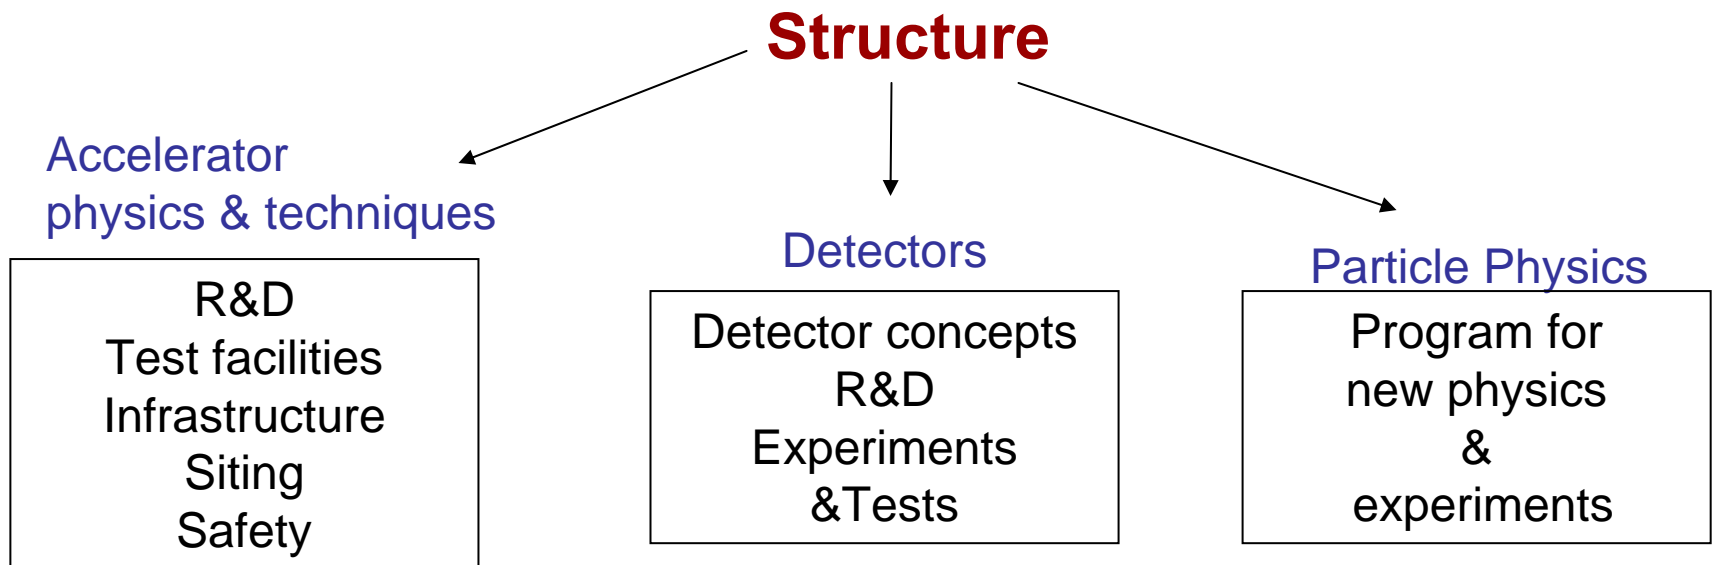 Structure
Accelerator
physics & techniques
R&D
Test facilities
Infrastructure
Siting
Safety
Detectors
Detector concepts
R&D
Experiments
&Tests
Particle Physics
Program for
new physics
&
experiments